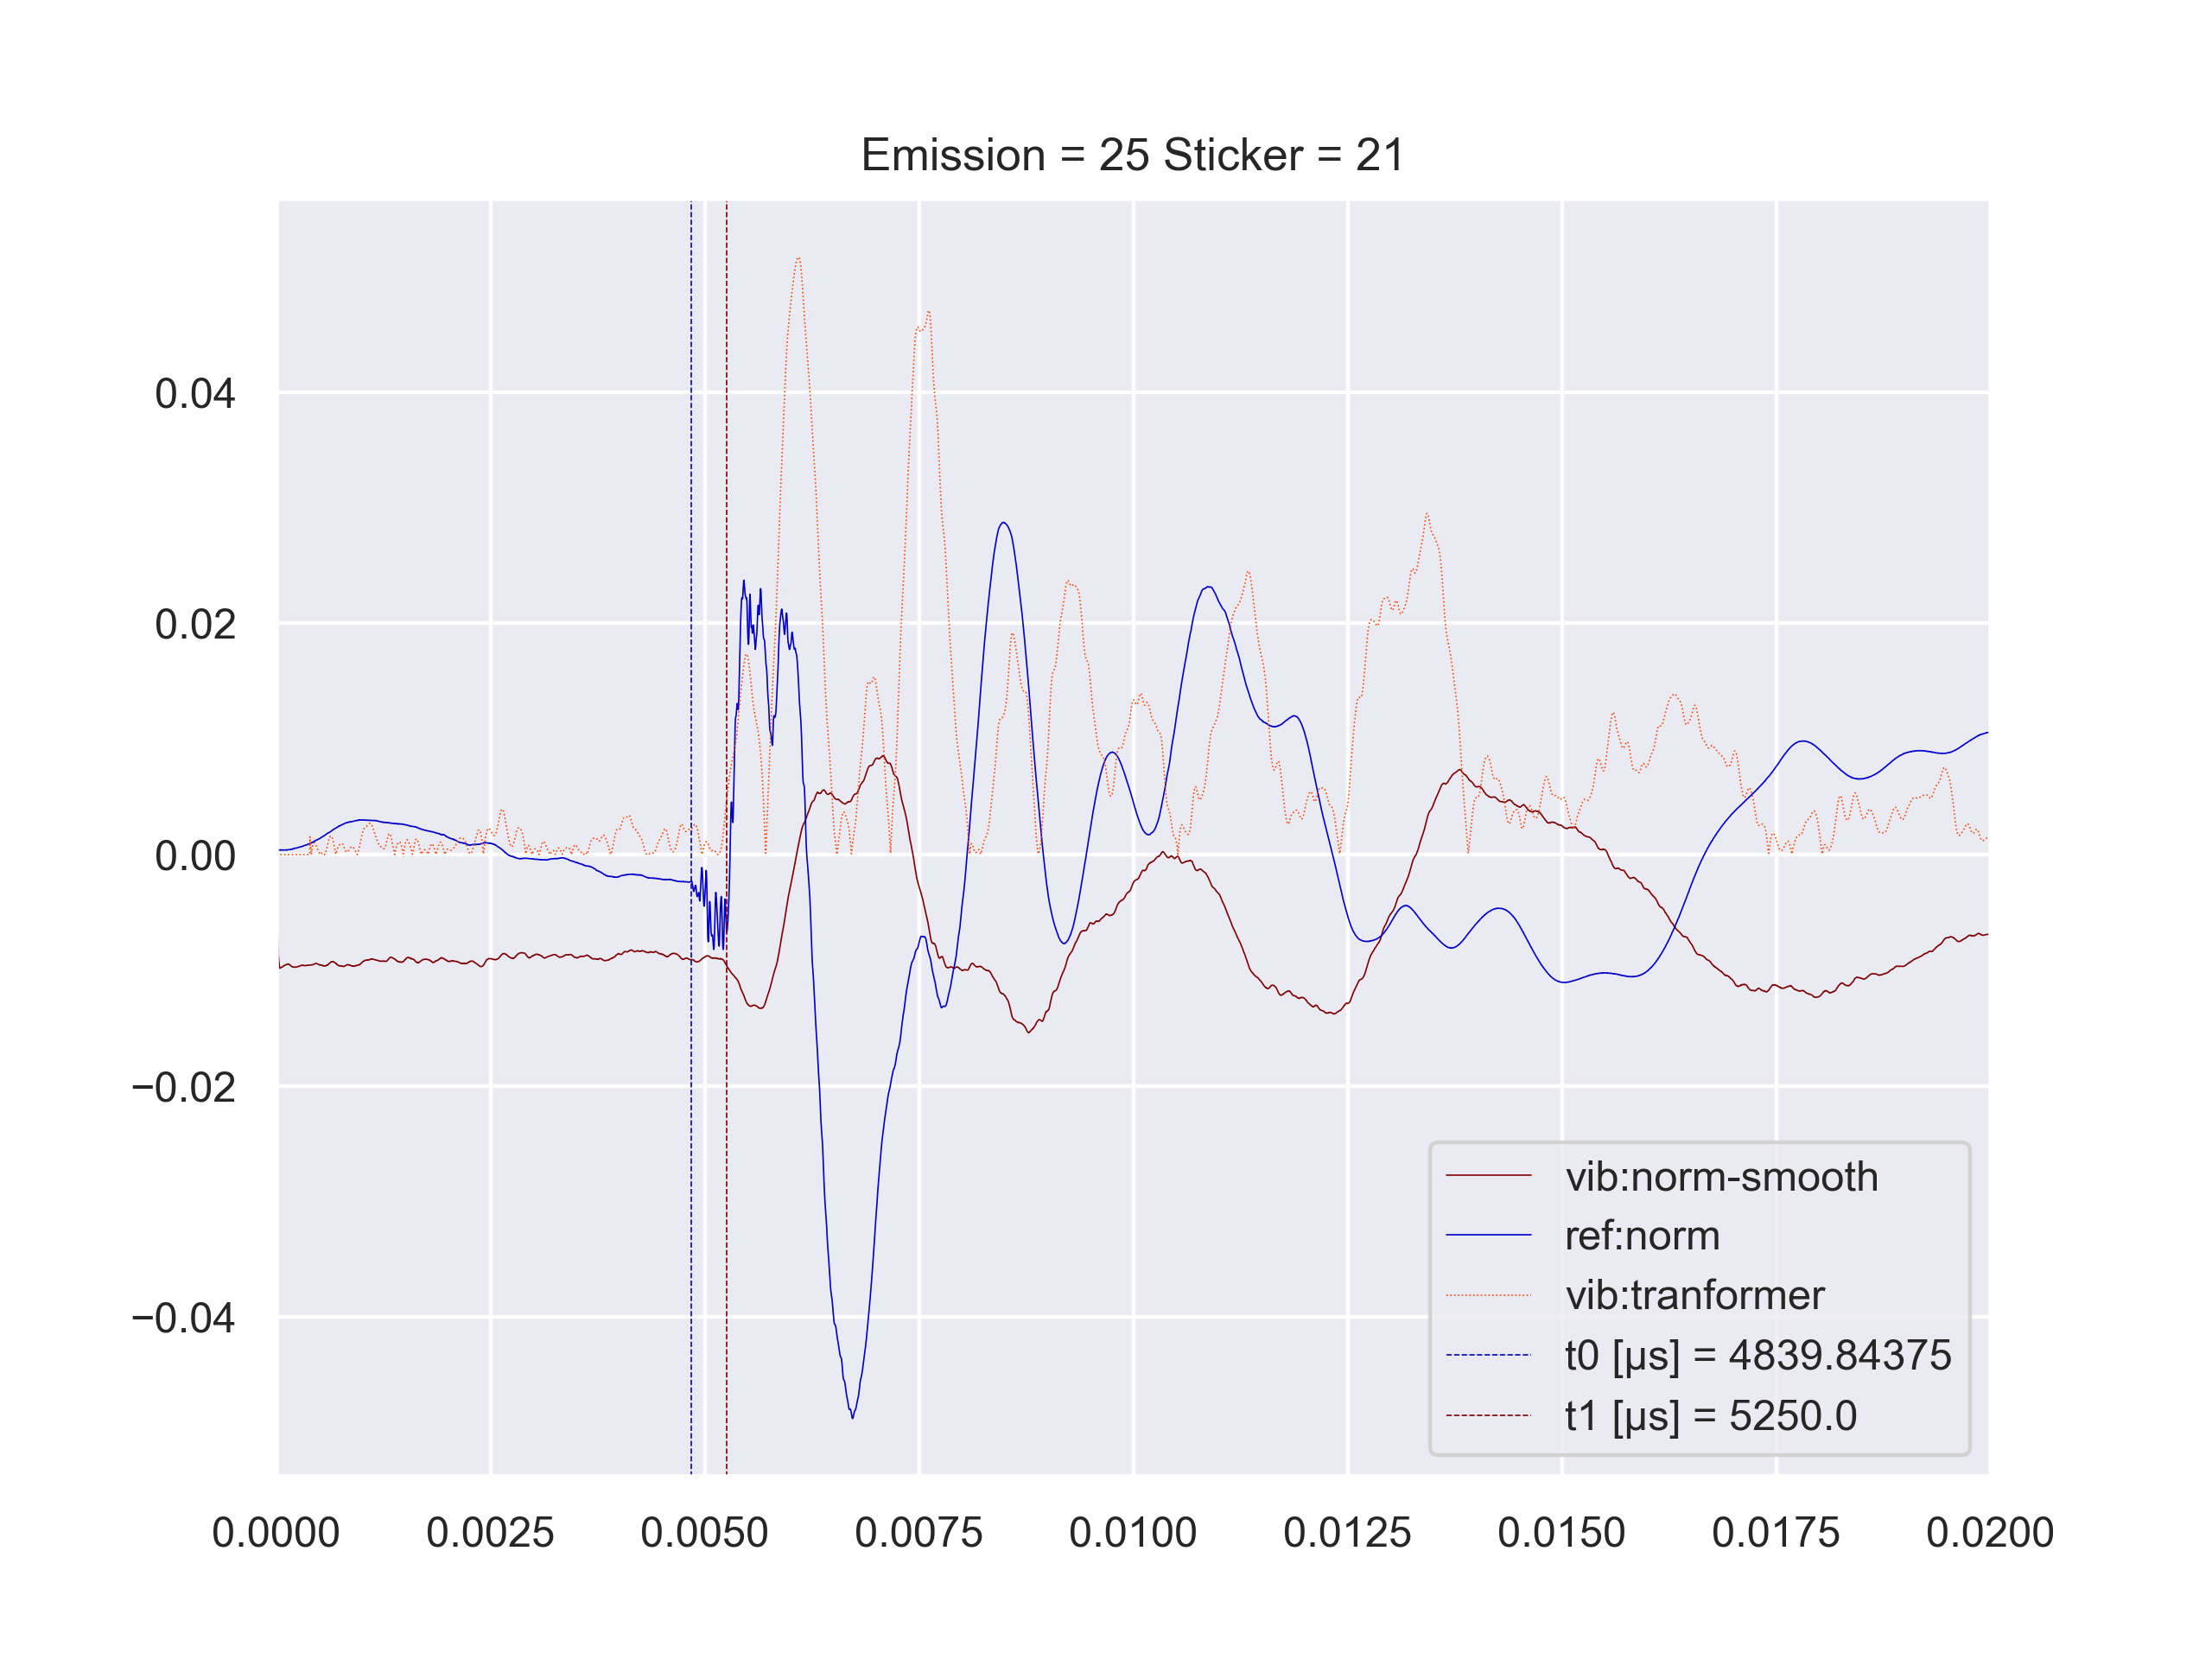 Emission = 25 Sticker = 21
0.04
0.02
0.00
−0.02
−0.04
vib:norm-smooth
ref:norm
vib:tranformer
t0 [µs] = 4839.84375
t1 [µs] = 5250.0
0.0000 0.0025 0.0050 0.0075 0.0100 0.0125 0.0150 0.0175 0.0200